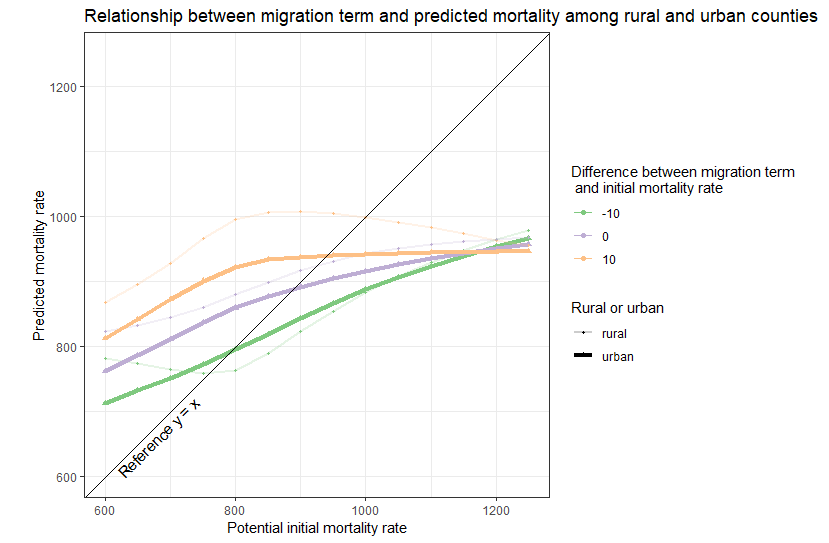 Relationship between migration term and predicted mortality among rural and urban counties
1200
1000
800
600
Predicted mortality rate
Reference y = x
600
800
1000
1200
Potential initial mortality rate
Difference between migration term
and initial mortality rate
-10
0
10
Rural or urban
rural
urban